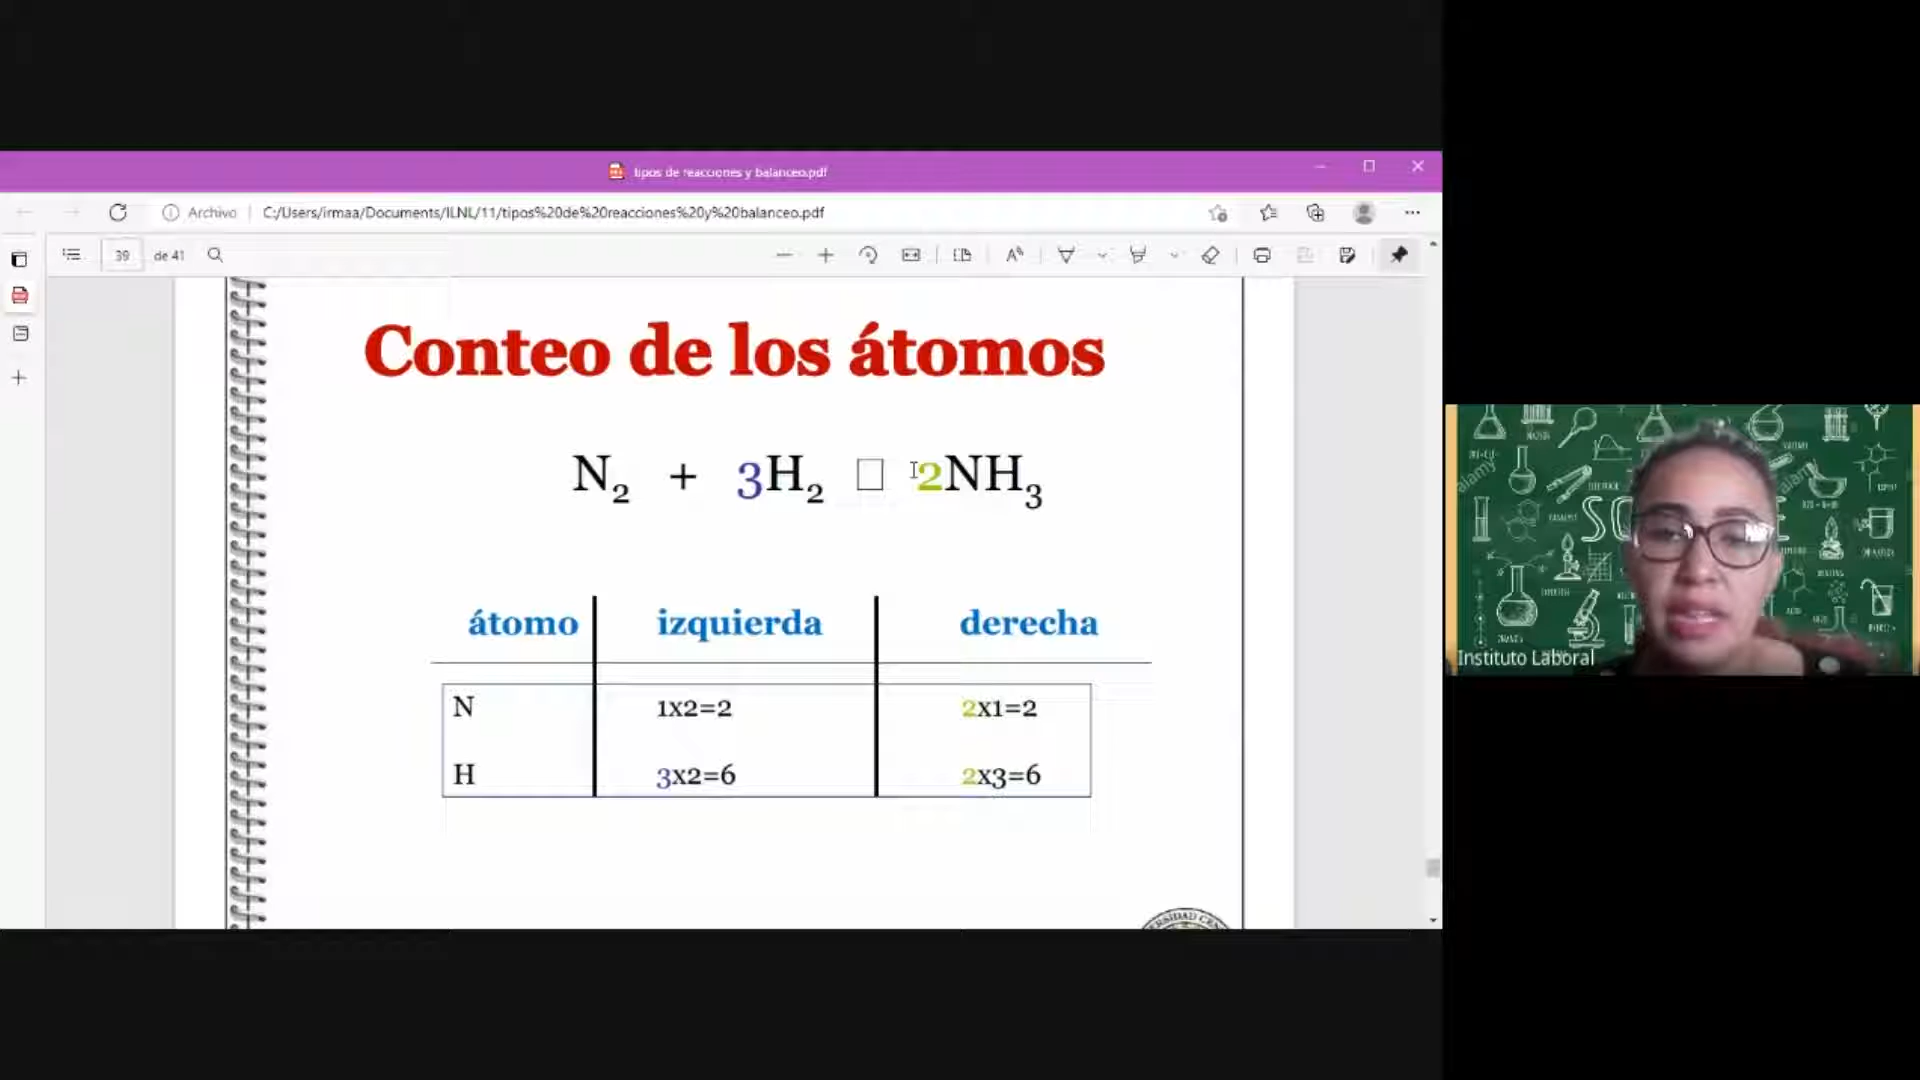 tipos de reacciones y balanceo.pdf
Archivo C:/Users/irmaa/Documents/ILNL/11/tipos%20de%20reacciones%20y%20balanceo.pdf
39 de 41
Conteo de los átomos
N₂ + 3H₂ □ 2NH₃
átomo izquierda derecha
N 1x2=2 2x1=2
H 3x2=6 2x3=6
alamy
Instituto Laboral